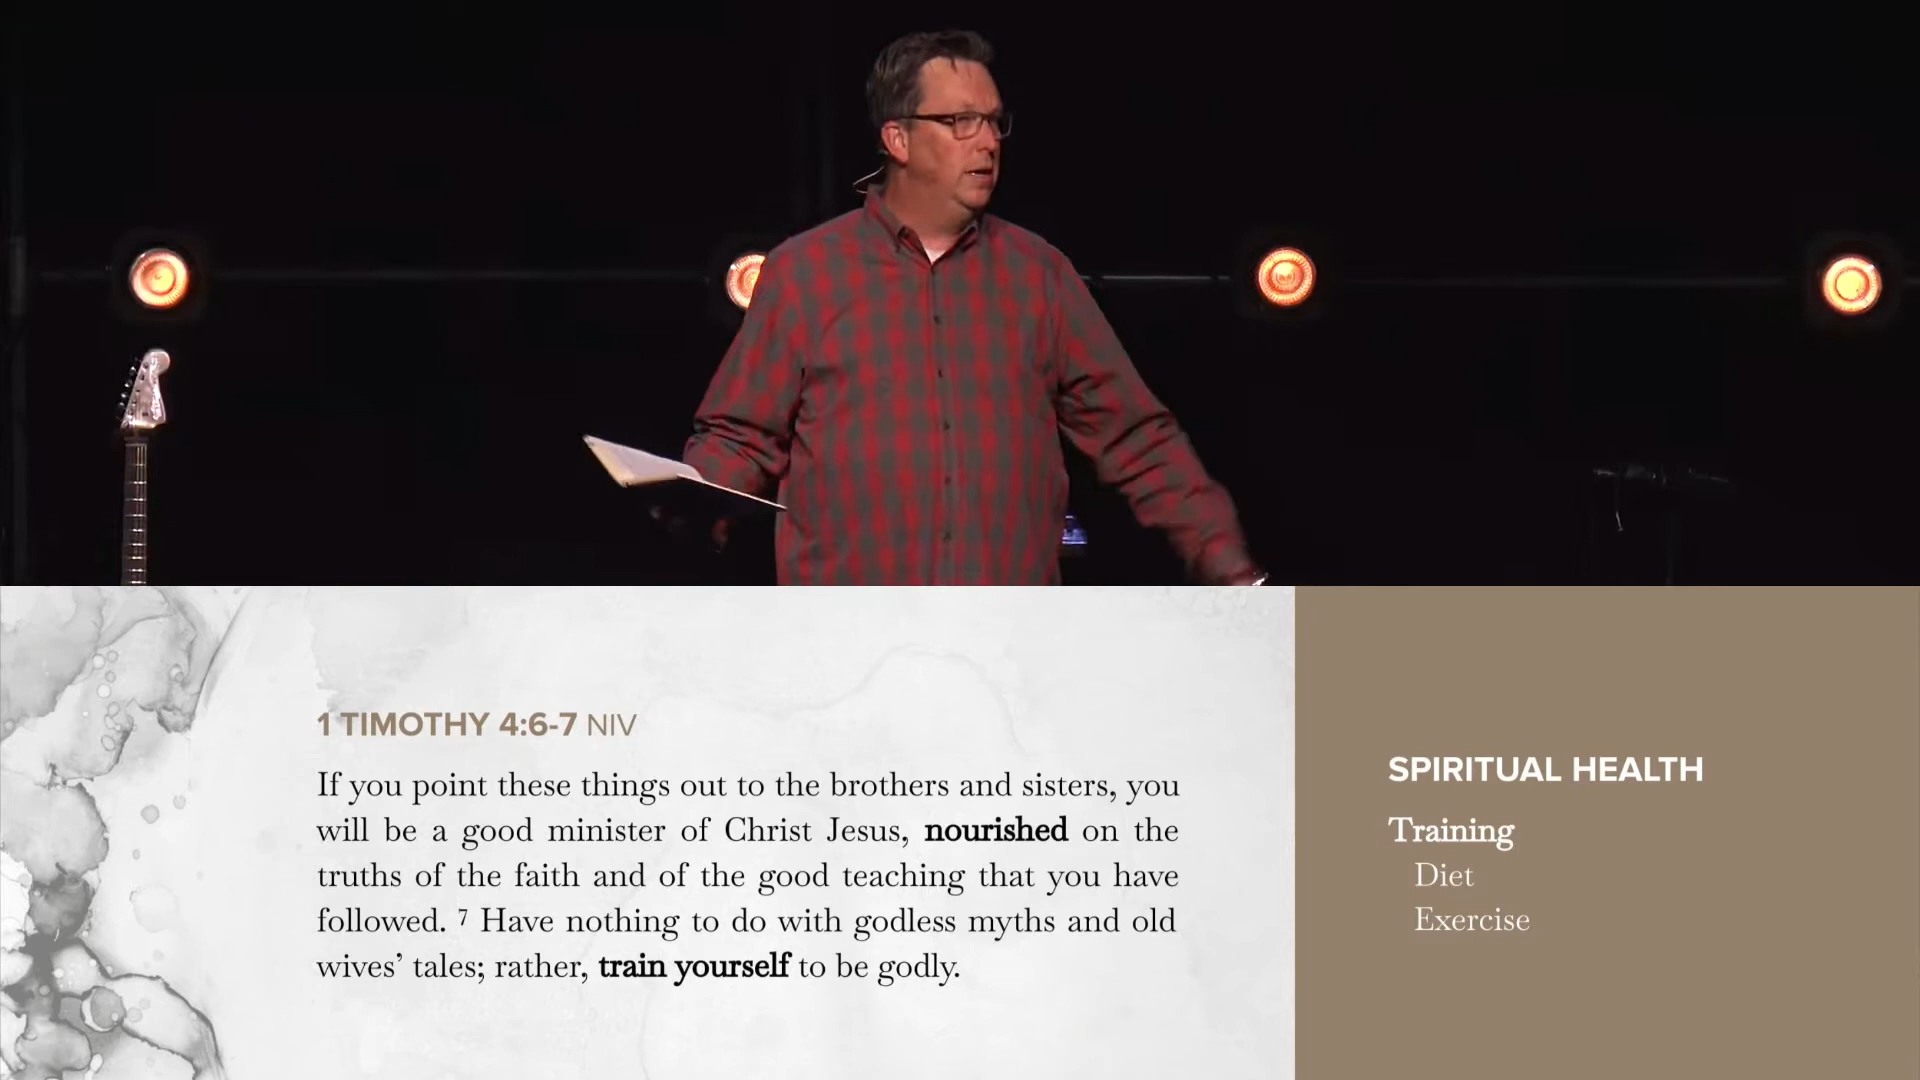 1 TIMOTHY 4:6-7 NIV
If you point these things out to the brothers and sisters, you
will be a good minister of Christ Jesus, nourished on the
truths of the faith and of the good teaching that you have
followed. ⁷ Have nothing to do with godless myths and old
wives’ tales; rather, train yourself to be godly.
SPIRITUAL HEALTH
Training
Diet
Exercise